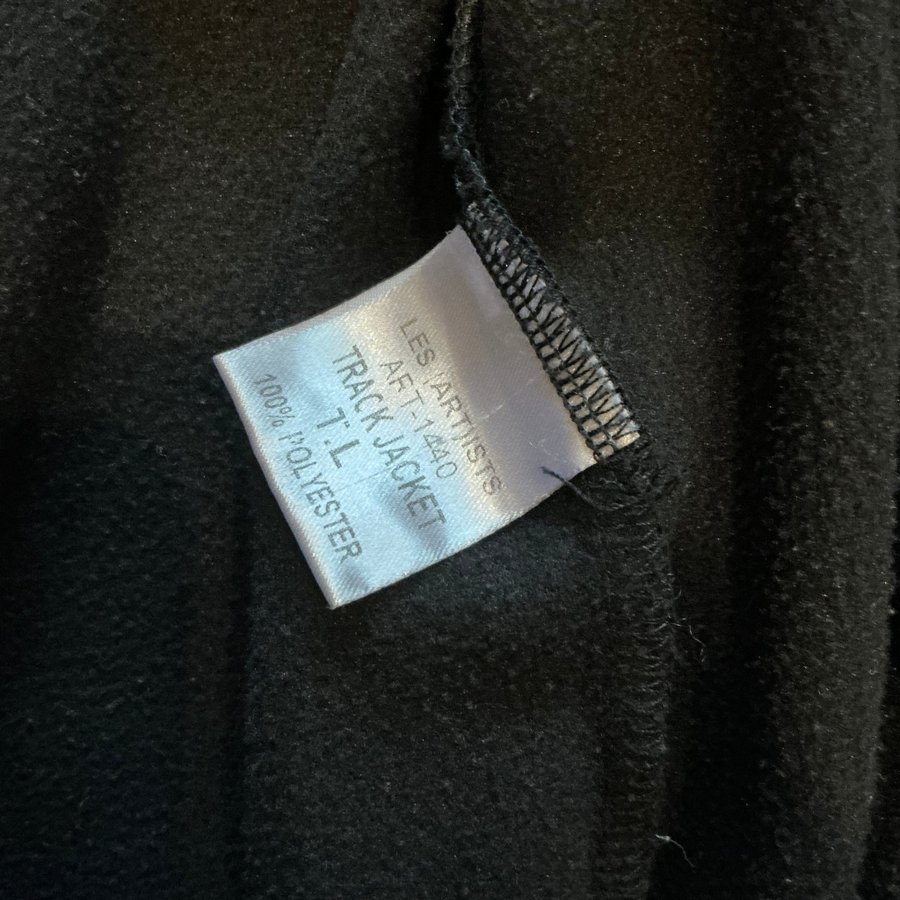 LES (ART)ISTS
AFT-1440
TRACK JACKET
T.L
100% POLYESTER